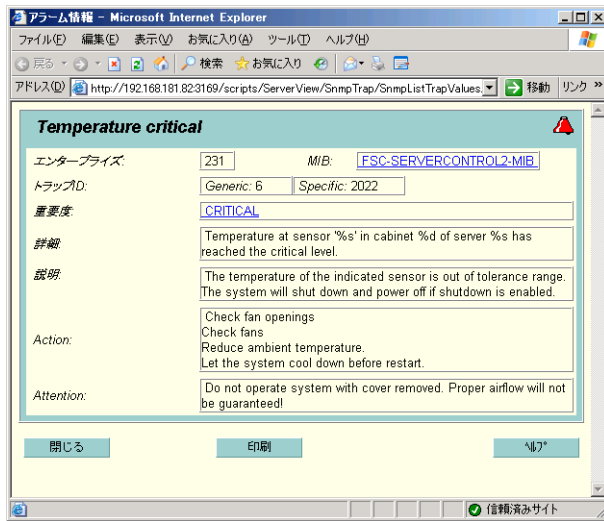 アラーム情報 - Microsoft Internet Explorer
ファイル(F) 編集(E) 表示(V) お気に入り(A) ツール(T) ヘルプ(H)
戻る 検索 お気に入り
アドレス(D) http://192.168.181.82:3169/scripts/ServerView/SnmpTrap/SnmpListTrapValues. 移動 リンク »
Temperature critical
エンタープライズ: 231 MIB: FSC-SERVERCONTROL2-MIB
トラップID: Generic: 6 Specific: 2022
重要度: CRITICAL
詳細: Temperature at sensor '%s' in cabinet %d of server %s has
reached the critical level.
説明: The temperature of the indicated sensor is out of tolerance range.
The system will shut down and power off if shutdown is enabled.
Action: Check fan openings
Check fans
Reduce ambient temperature.
Let the system cool down before restart.
Attention: Do not operate system with cover removed. Proper airflow will not
be guaranteed!
閉じる 印刷 ヘルプ
信頼済みサイト